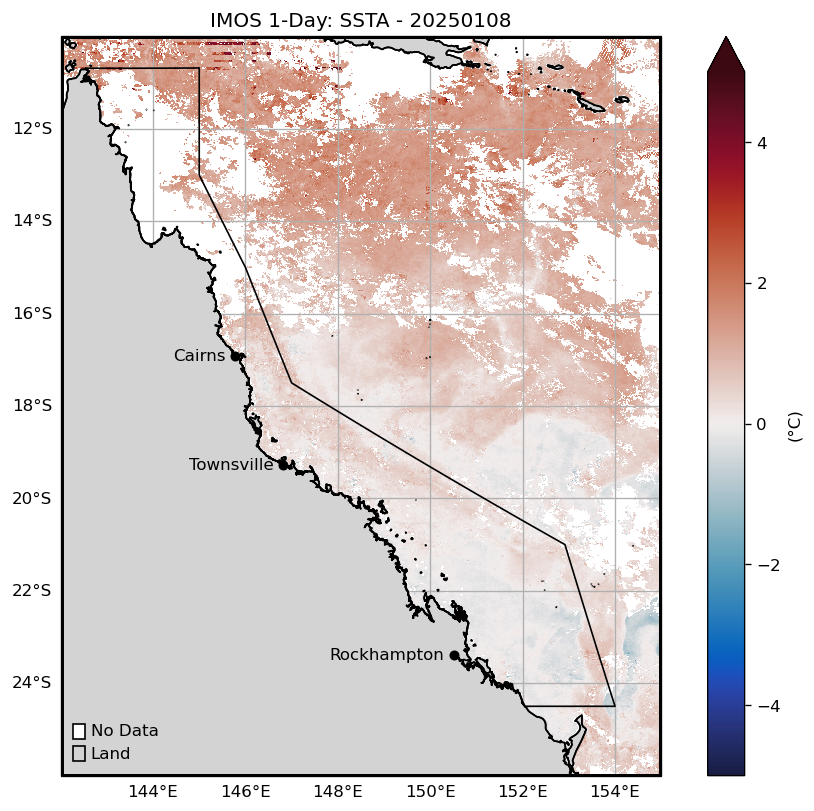 IMOS 1-Day: SSTA - 20250108
12°S
14°S
16°S
18°S
20°S
22°S
24°S
Cairns
Townsville
Rockhampton
No Data
Land
144°E 146°E 148°E 150°E 152°E 154°E
4
2
0
−2
−4
(°C)